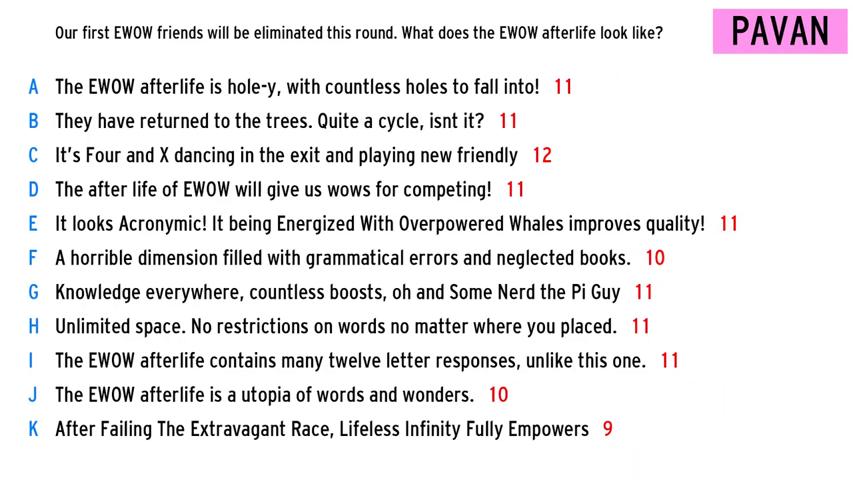 Our first EWOW friends will be eliminated this round. What does the EWOW afterlife look like?
PAVAN
A The EWOW afterlife is hole-y, with countless holes to fall into! 11
B They have returned to the trees. Quite a cycle, isnt it? 11
C It's Four and X dancing in the exit and playing new friendly 12
D The after life of EWOW will give us wows for competing! 11
E It looks Acronymic! It being Energized With Overpowered Whales improves quality! 11
F A horrible dimension filled with grammatical errors and neglected books. 10
G Knowledge everywhere, countless boosts, oh and Some Nerd the Pi Guy 11
H Unlimited space. No restrictions on words no matter where you placed. 11
I The EWOW afterlife contains many twelve letter responses, unlike this one. 11
J The EWOW afterlife is a utopia of words and wonders. 10
K After Failing The Extravagant Race, Lifeless Infinity Fully Empowers 9